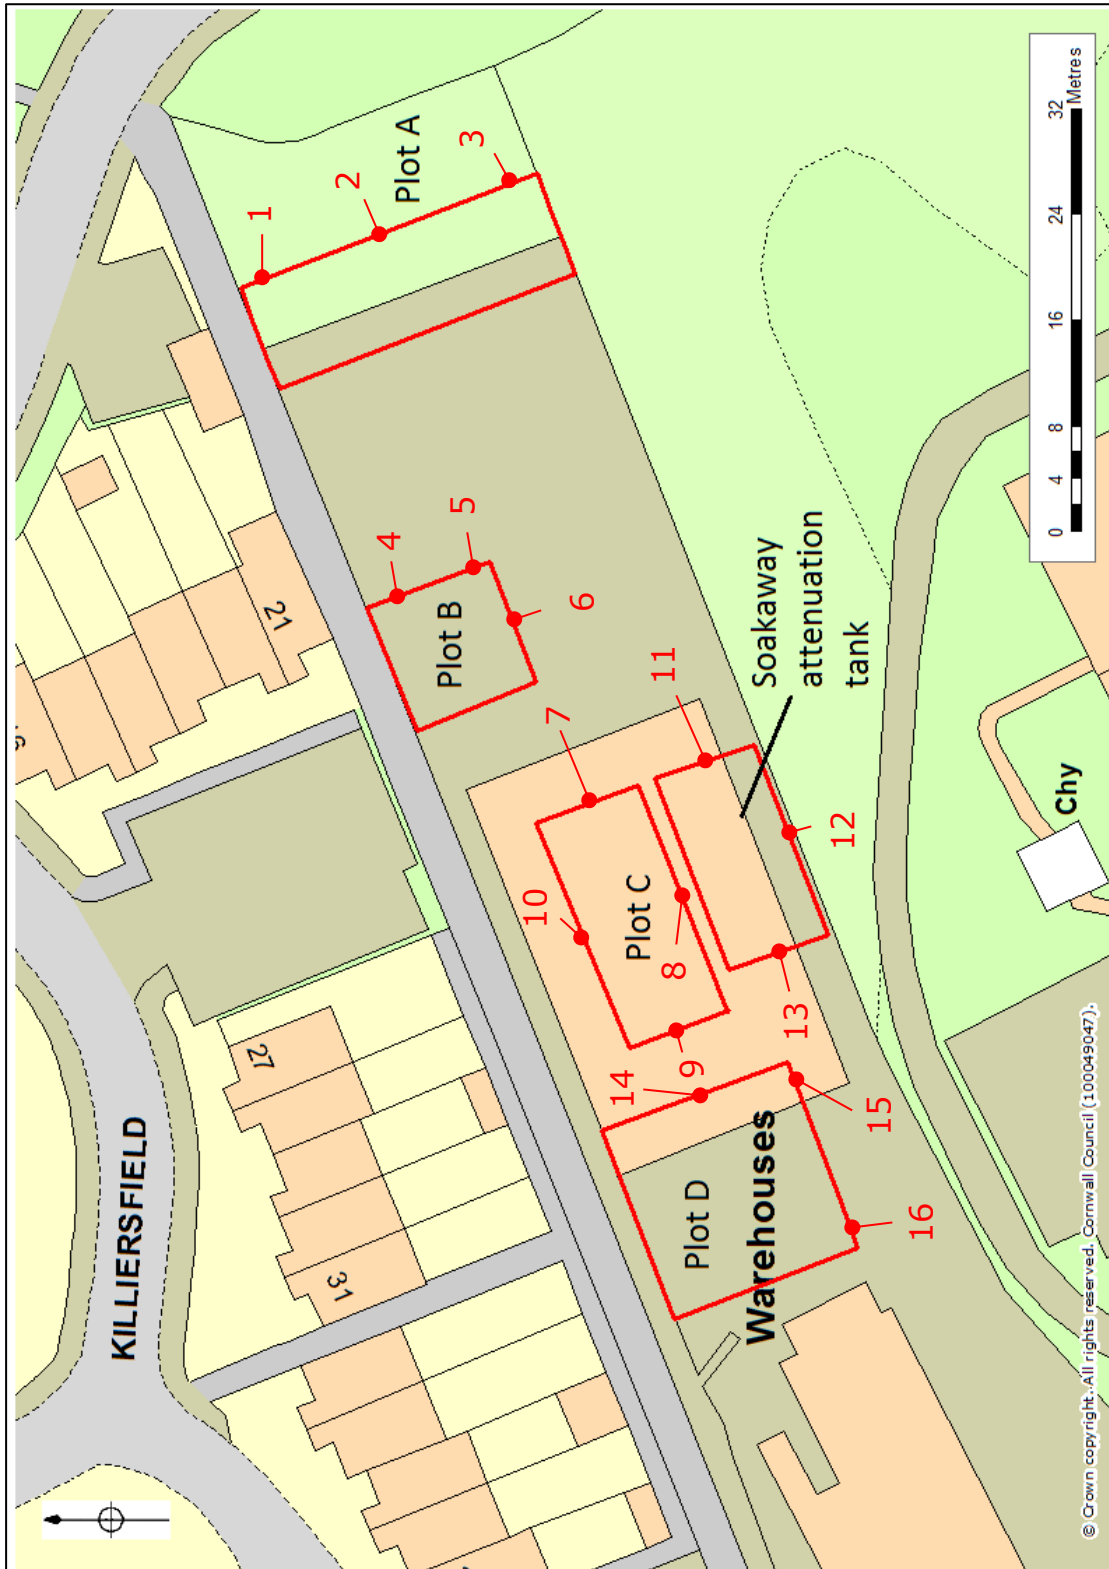 KILLIERSFIELD
21
27
31
Plot A
1
2
3
Plot B
4
5
6
Plot C
7
8
9
10
Soakaway
attenuation
tank
11
12
13
Plot D
Warehouses
14
15
16
Chy
0 4 8 16 24 32
Metres
© Crown copyright. All rights reserved. Cornwall Council (100049047).